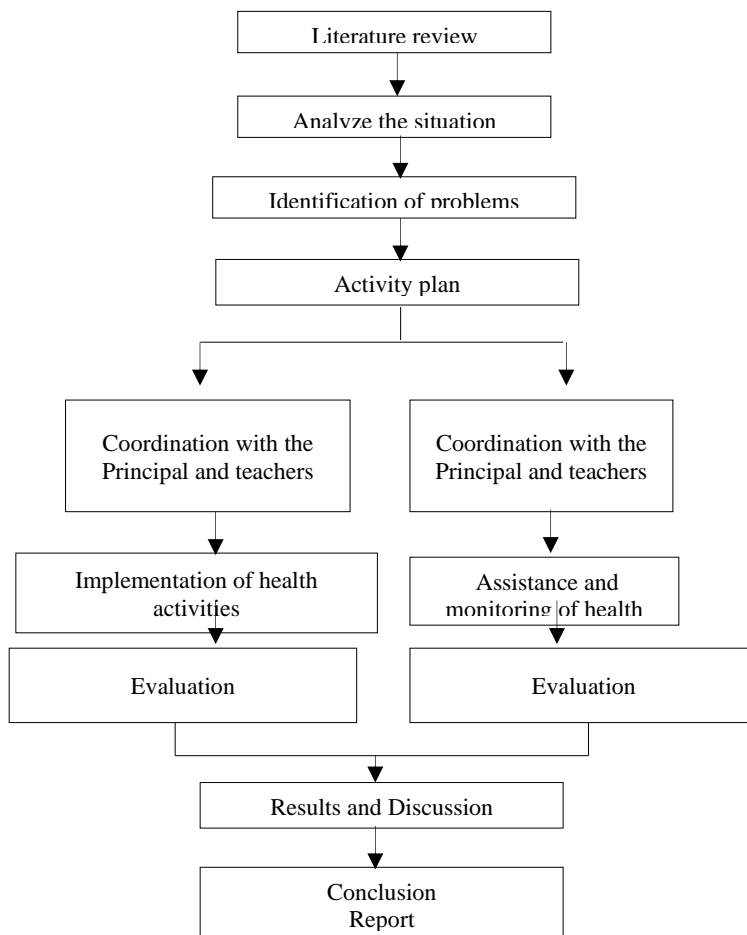 Literature review
Analyze the situation
Identification of problems
Activity plan
Coordination with the
Principal and teachers
Coordination with the
Principal and teachers
Implementation of health
activities
Assistance and
monitoring of health
Evaluation
Evaluation
Results and Discussion
Conclusion
Report